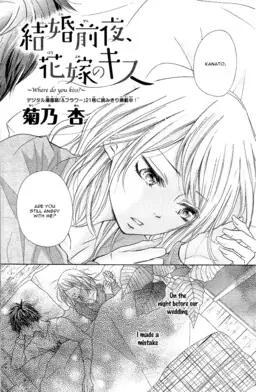 結婚前夜、
花嫁のキス
～Where do you kiss?～
デジタル漫画誌「&フラワー」21号に読みきり掲載中!
菊乃 杏
KANATO,
ARE
YOU STILL
ANGRY WITH
ME?
On the
night before our
wedding
I made a
mistake